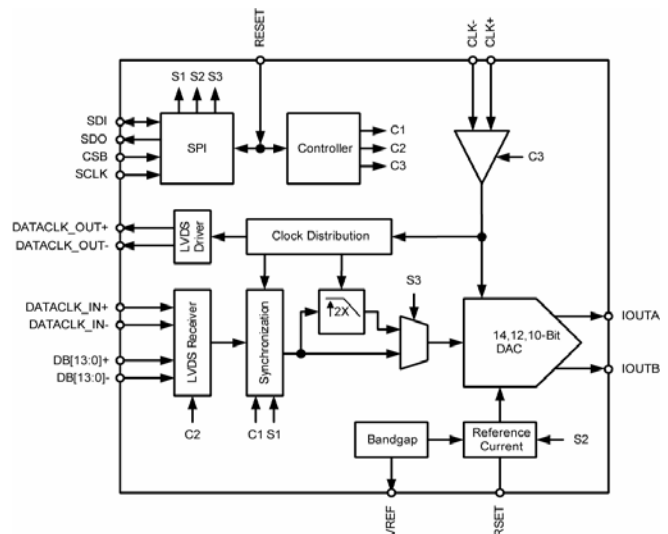 RESET
CLK-
CLK+
S1 S2 S3
SDI
SDO
CSB
SCLK
SPI
Controller
C1
C2
C3
C3
DATACLK_OUT+
DATACLK_OUT-
LVDS Driver
Clock Distribution
S3
DATACLK_IN+
DATACLK_IN-
DB[13:0]+
DB[13:0]-
LVDS Receiver
Synchronization
2X
14,12,10-Bit
DAC
IOUTA
IOUTB
C2
C1 S1
Bandgap
Reference
Current
S2
VREF
RSET